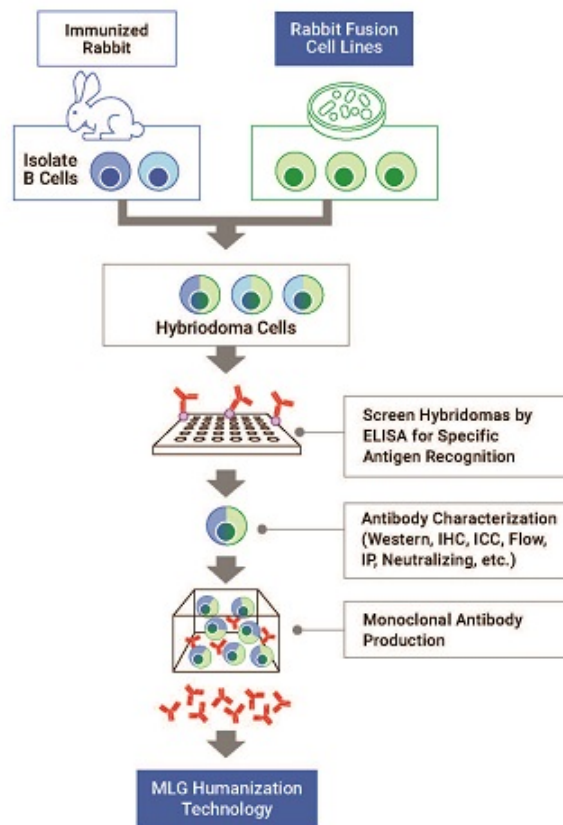 Immunized
Rabbit
Rabbit Fusion
Cell Lines
Isolate
B Cells
Hybriodoma Cells
Screen Hybridomas by
ELISA for Specific
Antigen Recognition
Antibody Characterization
(Western, IHC, ICC, Flow,
IP, Neutralizing, etc.)
Monoclonal Antibody
Production
MLG Humanization
Technology